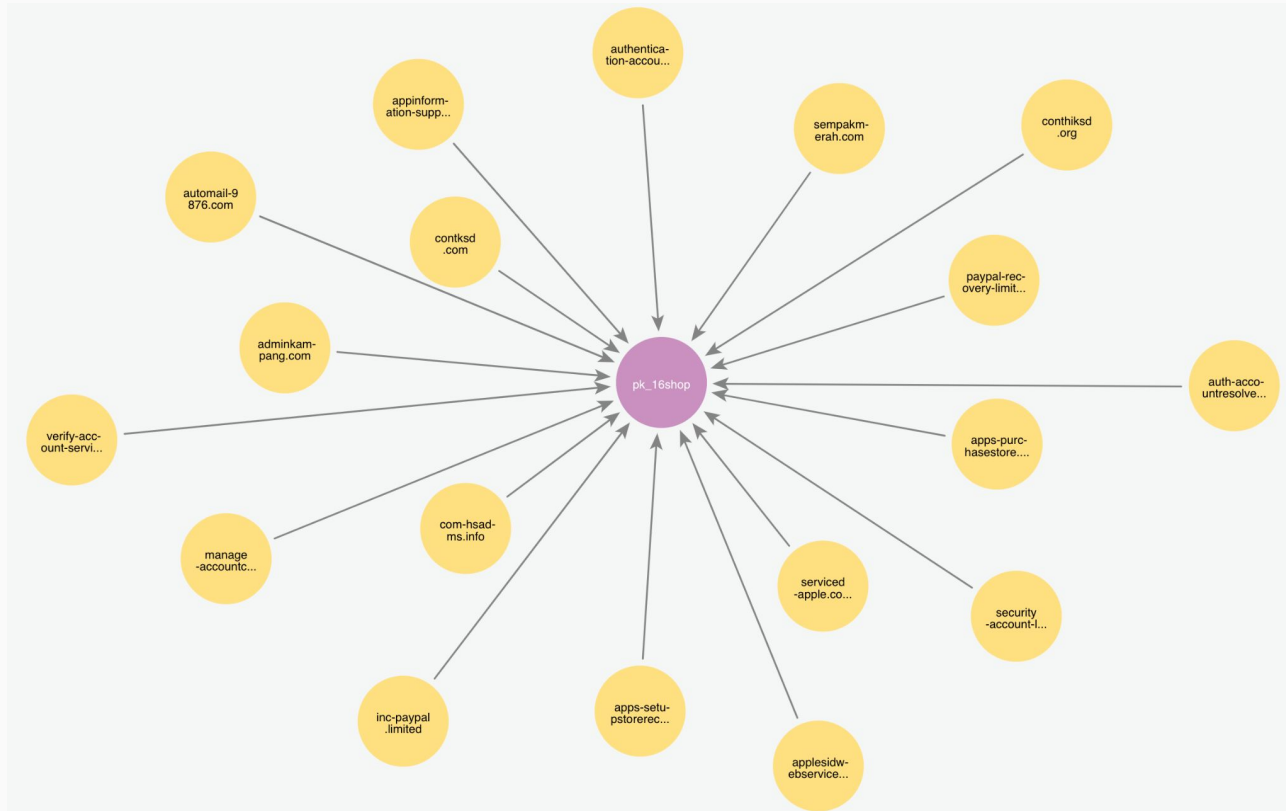 authentica-
tion-accou...
appinform-
ation-supp...
sempakm-
erah.com
conthiksd
.org
automail-9
876.com
contksd
.com
paypal-rec-
overy-limit...
adminkam-
pang.com
pk_16shop
auth-acco-
untresolve...
verify-acc-
ount-servi...
apps-purc-
hasestore....
com-hsad-
ms.info
manage
-accountc...
serviced
-apple.co...
security
-account-l...
inc-paypal
.limited
apps-setu-
pstorerec...
applesidw-
ebservice...